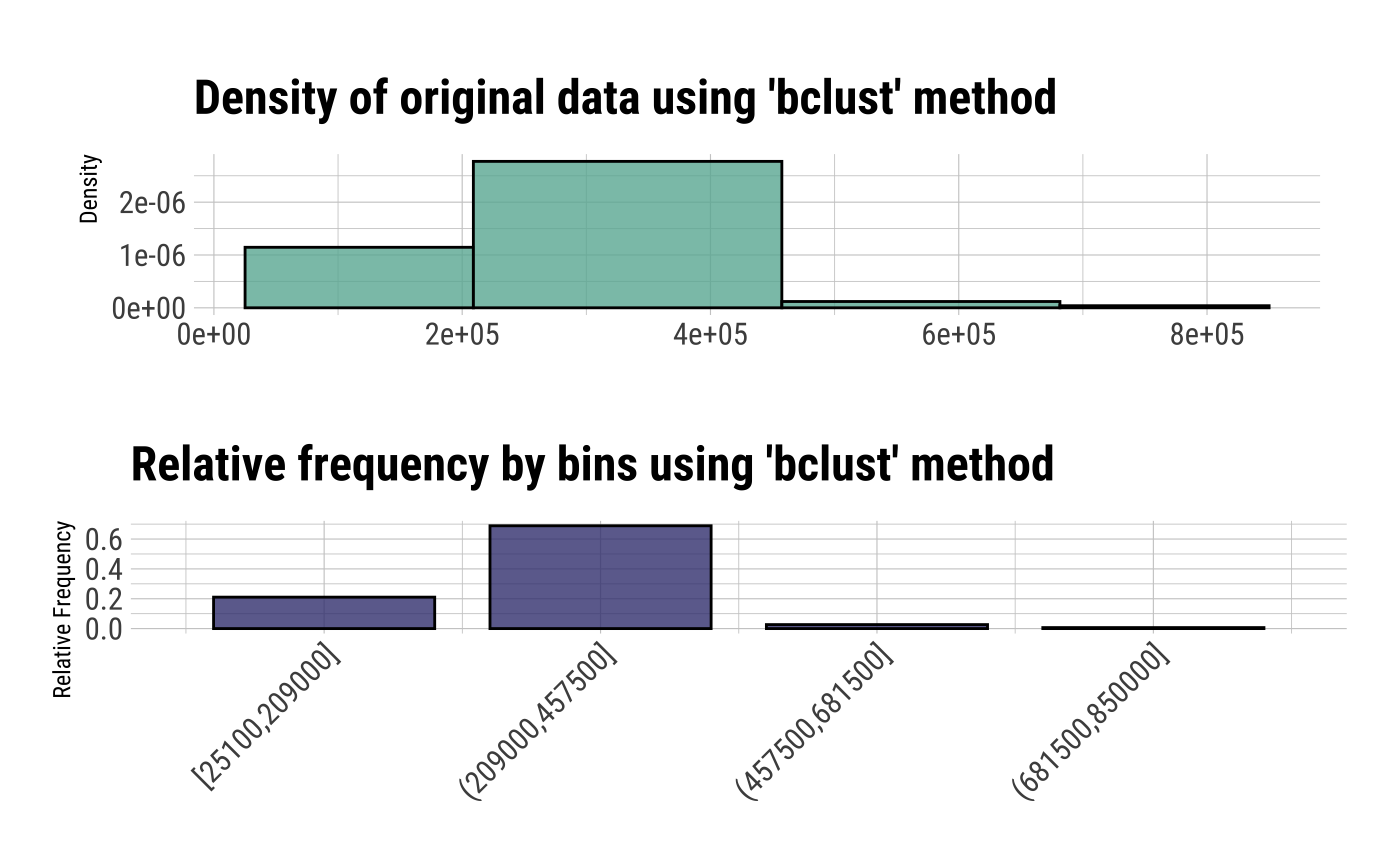 Density of original data using 'bclust' method
Density
2e-06
1e-06
0e+00
0e+00 2e+05 4e+05 6e+05 8e+05
Relative frequency by bins using 'bclust' method
Relative Frequency
0.6
0.4
0.2
0.0
[25100,209000] (209000,457500] (457500,681500] (681500,850000]